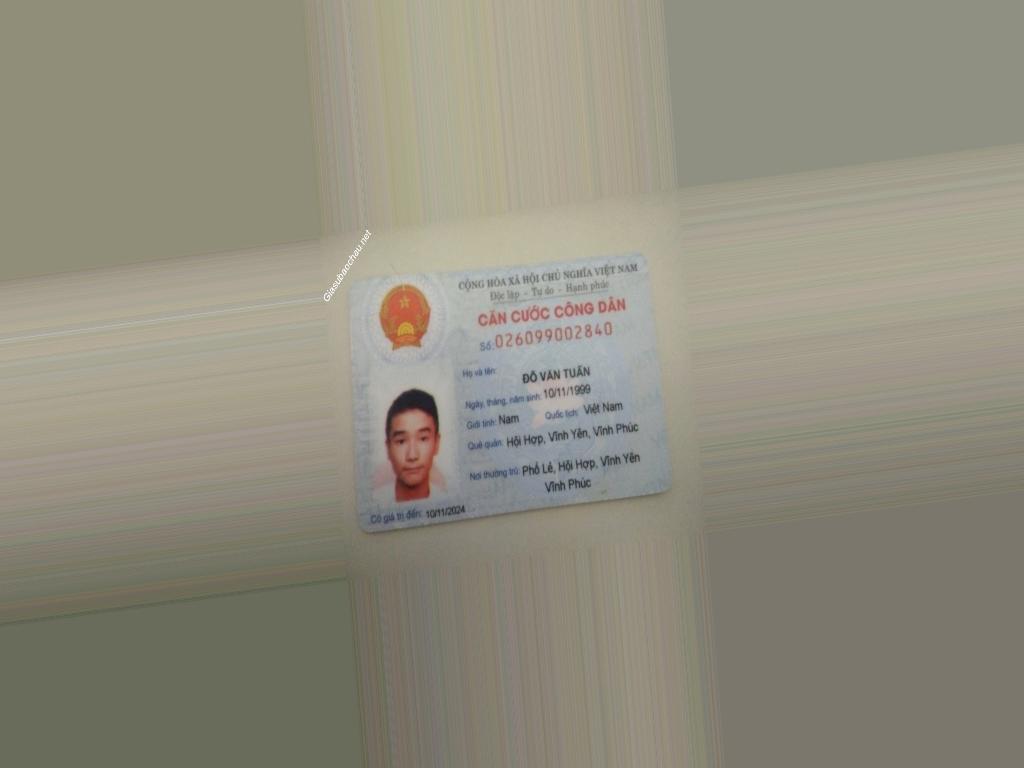 Giasubaochau.net
CỘNG HÒA XÃ HỘI CHỦ NGHĨA VIỆT NAM
Độc lập - Tự do - Hạnh phúc
CĂN CƯỚC CÔNG DÂN
Số: 026099002840
Họ và tên:
ĐỖ VĂN TUẤN
Ngày, tháng, năm sinh: 10/11/1999
Giới tính: Nam Quốc tịch: Việt Nam
Quê quán: Hội Hợp, Vĩnh Yên, Vĩnh Phúc
Nơi thường trú: Phố Lẻ, Hội Hợp, Vĩnh Yên
Vĩnh Phúc
Có giá trị đến: 10/11/2024